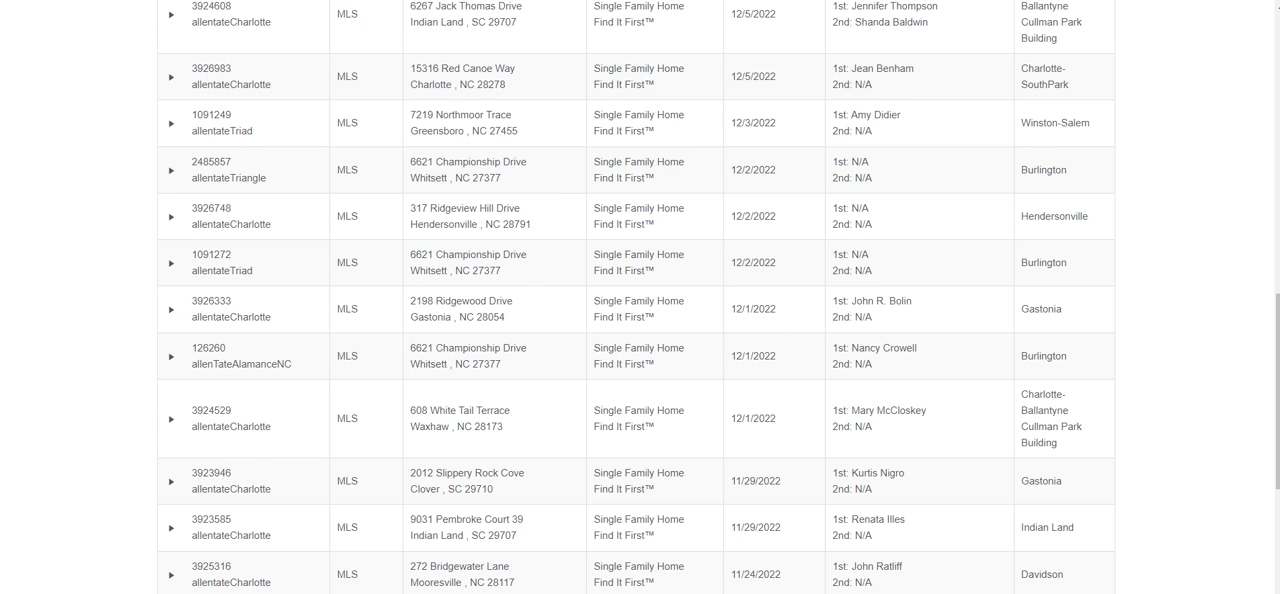 3924608
allentateCharlotte
MLS
6267 Jack Thomas Drive
Indian Land , SC 29707
Single Family Home
Find It First™
12/5/2022
1st: Jennifer Thompson
2nd: Shanda Baldwin
Ballantyne
Cullman Park
Building
3926983
allentateCharlotte
MLS
15316 Red Canoe Way
Charlotte , NC 28278
Single Family Home
Find It First™
12/5/2022
1st: Jean Benham
2nd: N/A
Charlotte-
SouthPark
1091249
allentateTriad
MLS
7219 Northmoor Trace
Greensboro , NC 27455
Single Family Home
Find It First™
12/3/2022
1st: Amy Didier
2nd: N/A
Winston-Salem
2485857
allentateTriangle
MLS
6621 Championship Drive
Whitsett , NC 27377
Single Family Home
Find It First™
12/2/2022
1st: N/A
2nd: N/A
Burlington
3926748
allentateCharlotte
MLS
317 Ridgeview Hill Drive
Hendersonville , NC 28791
Single Family Home
Find It First™
12/2/2022
1st: N/A
2nd: N/A
Hendersonville
1091272
allentateTriad
MLS
6621 Championship Drive
Whitsett , NC 27377
Single Family Home
Find It First™
12/2/2022
1st: N/A
2nd: N/A
Burlington
3926333
allentateCharlotte
MLS
2198 Ridgewood Drive
Gastonia , NC 28054
Single Family Home
Find It First™
12/1/2022
1st: John R. Bolin
2nd: N/A
Gastonia
126260
allenTateAlamanceNC
MLS
6621 Championship Drive
Whitsett , NC 27377
Single Family Home
Find It First™
12/1/2022
1st: Nancy Crowell
2nd: N/A
Burlington
3924529
allentateCharlotte
MLS
608 White Tail Terrace
Waxhaw , NC 28173
Single Family Home
Find It First™
12/1/2022
1st: Mary McCloskey
2nd: N/A
Charlotte-
Ballantyne
Cullman Park
Building
3923946
allentateCharlotte
MLS
2012 Slippery Rock Cove
Clover , SC 29710
Single Family Home
Find It First™
11/29/2022
1st: Kurtis Nigro
2nd: N/A
Gastonia
3923585
allentateCharlotte
MLS
9031 Pembroke Court 39
Indian Land , SC 29707
Single Family Home
Find It First™
11/29/2022
1st: Renata Illes
2nd: N/A
Indian Land
3925316
allentateCharlotte
MLS
272 Bridgewater Lane
Mooresville , NC 28117
Single Family Home
Find It First™
11/24/2022
1st: John Ratliff
2nd: N/A
Davidson